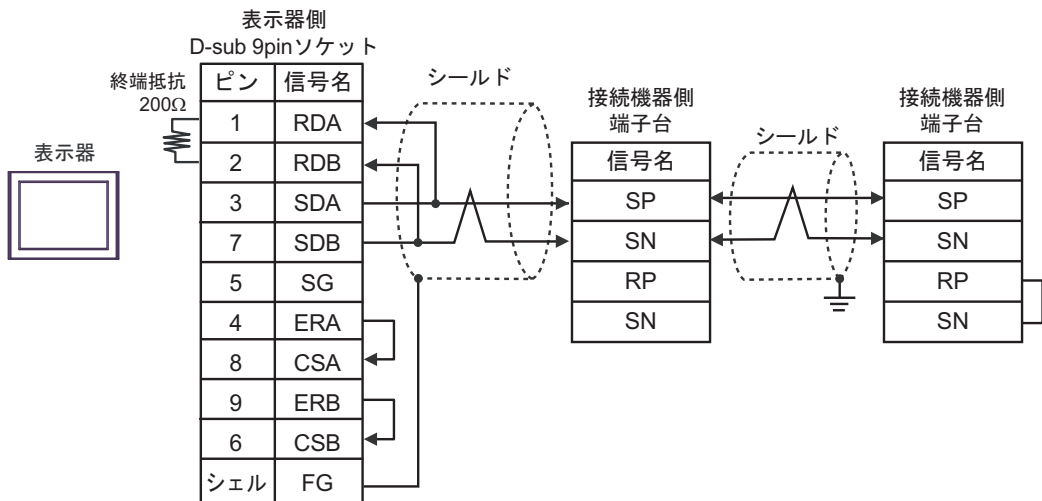 表示器側
D-sub 9pinソケット
終端抵抗
200Ω
ピン 信号名
1 RDA
2 RDB
3 SDA
7 SDB
5 SG
4 ERA
8 CSA
9 ERB
6 CSB
シェル FG
表示器
シールド
接続機器側
端子台
信号名
SP
SN
RP
SN
シールド
接続機器側
端子台
信号名
SP
SN
RP
SN